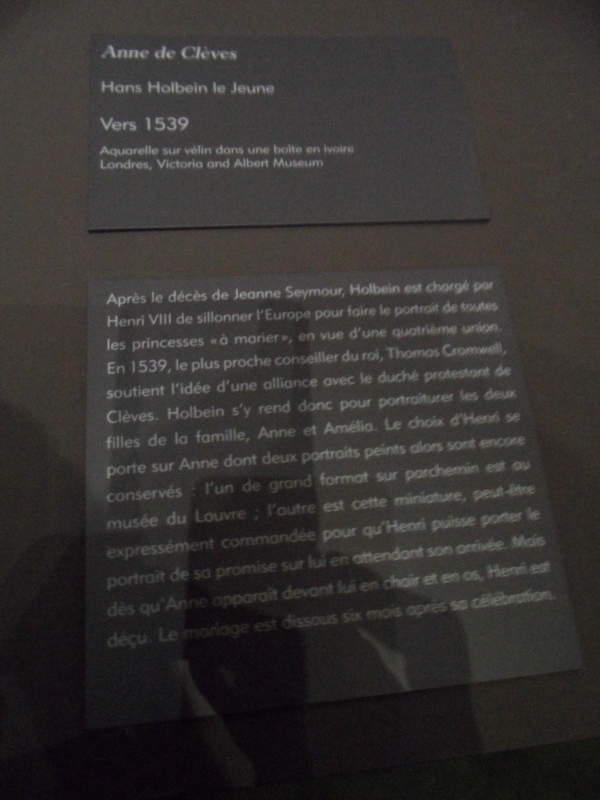 Anne de Clèves
Hans Holbein le Jeune
Vers 1539
Aquarelle sur vélin dans une boîte en ivoire
Londres, Victoria and Albert Museum
Après le décès de Jeanne Seymour, Holbein est chargé par
Henri VIII de sillonner l'Europe pour faire le portrait de toutes
les princesses «à marier», en vue d'une quatrième union.
En 1539, le plus proche conseiller du roi, Thomas Cromwell,
soutient l'idée d'une alliance avec le duché protestant de
Clèves. Holbein s'y rend donc pour portraiturer les deux
filles de la famille, Anne et Amélia. Le choix d'Henri se
porte sur Anne dont deux portraits peints alors sont encore
conservés : l'un de grand format sur parchemin est au
musée du Louvre ; l'autre est cette miniature, peut-être
expressément commandée pour qu'Henri puisse porter le
portrait de sa promise sur lui en attendant son arrivée. Mais
dès qu'Anne apparaît devant lui en chair et en os, Henri est
déçu. Le mariage est dissous six mois après sa célébration.